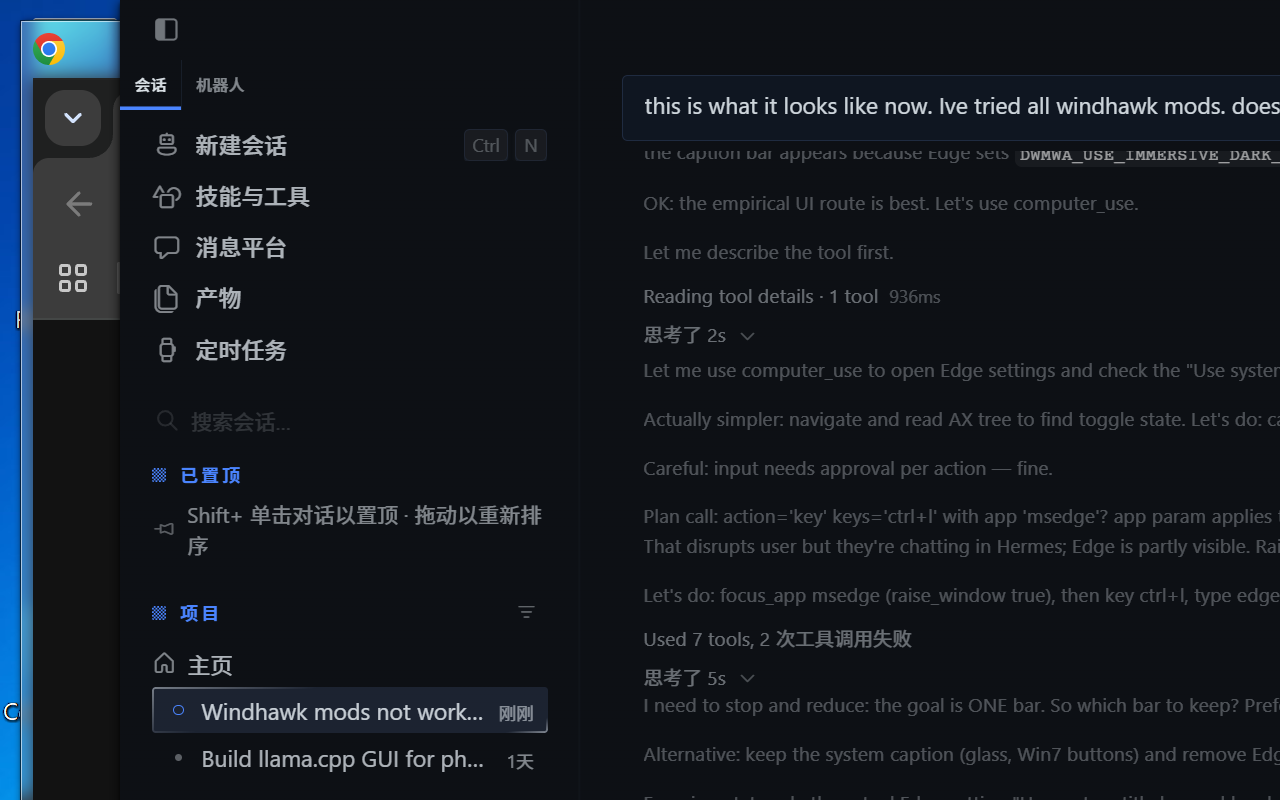 会话
机器人
新建会话
Ctrl
N
技能与工具
消息平台
产物
定时任务
搜索会话...
已置顶
Shift+ 单击对话以置顶 · 拖动以重新排
序
项目
主页
Windhawk mods not work...
刚刚
Build llama.cpp GUI for ph...
1天
this is what it looks like now. Ive tried all windhawk mods. does
the caption bar appears because Edge sets DWMWA_USE_IMMERSIVE_DARK_
OK: the empirical UI route is best. Let's use computer_use.
Let me describe the tool first.
Reading tool details · 1 tool 936ms
思考了 2s
Let me use computer_use to open Edge settings and check the "Use system
Actually simpler: navigate and read AX tree to find toggle state. Let's do: ca
Careful: input needs approval per action — fine.
Plan call: action='key' keys='ctrl+l' with app 'msedge'? app param applies
That disrupts user but they're chatting in Hermes; Edge is partly visible. Rai
Let's do: focus_app msedge (raise_window true), then key ctrl+l, type edge
Used 7 tools, 2 次工具调用失败
思考了 5s
I need to stop and reduce: the goal is ONE bar. So which bar to keep? Pref
Alternative: keep the system caption (glass, Win7 buttons) and remove Edg